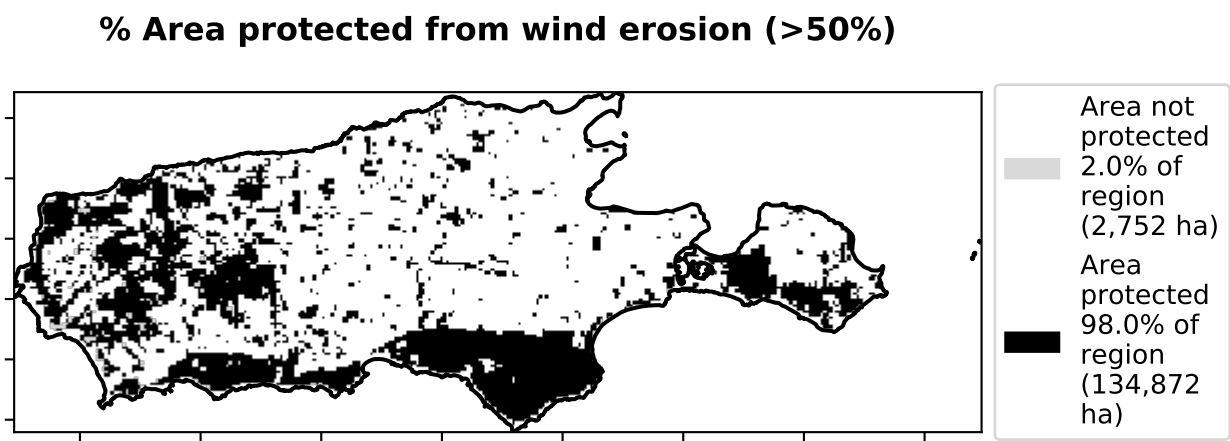 % Area protected from wind erosion (>50%)
Area not
protected
2.0% of
region
(2,752 ha)
Area
protected
98.0% of
region
(134,872
ha)